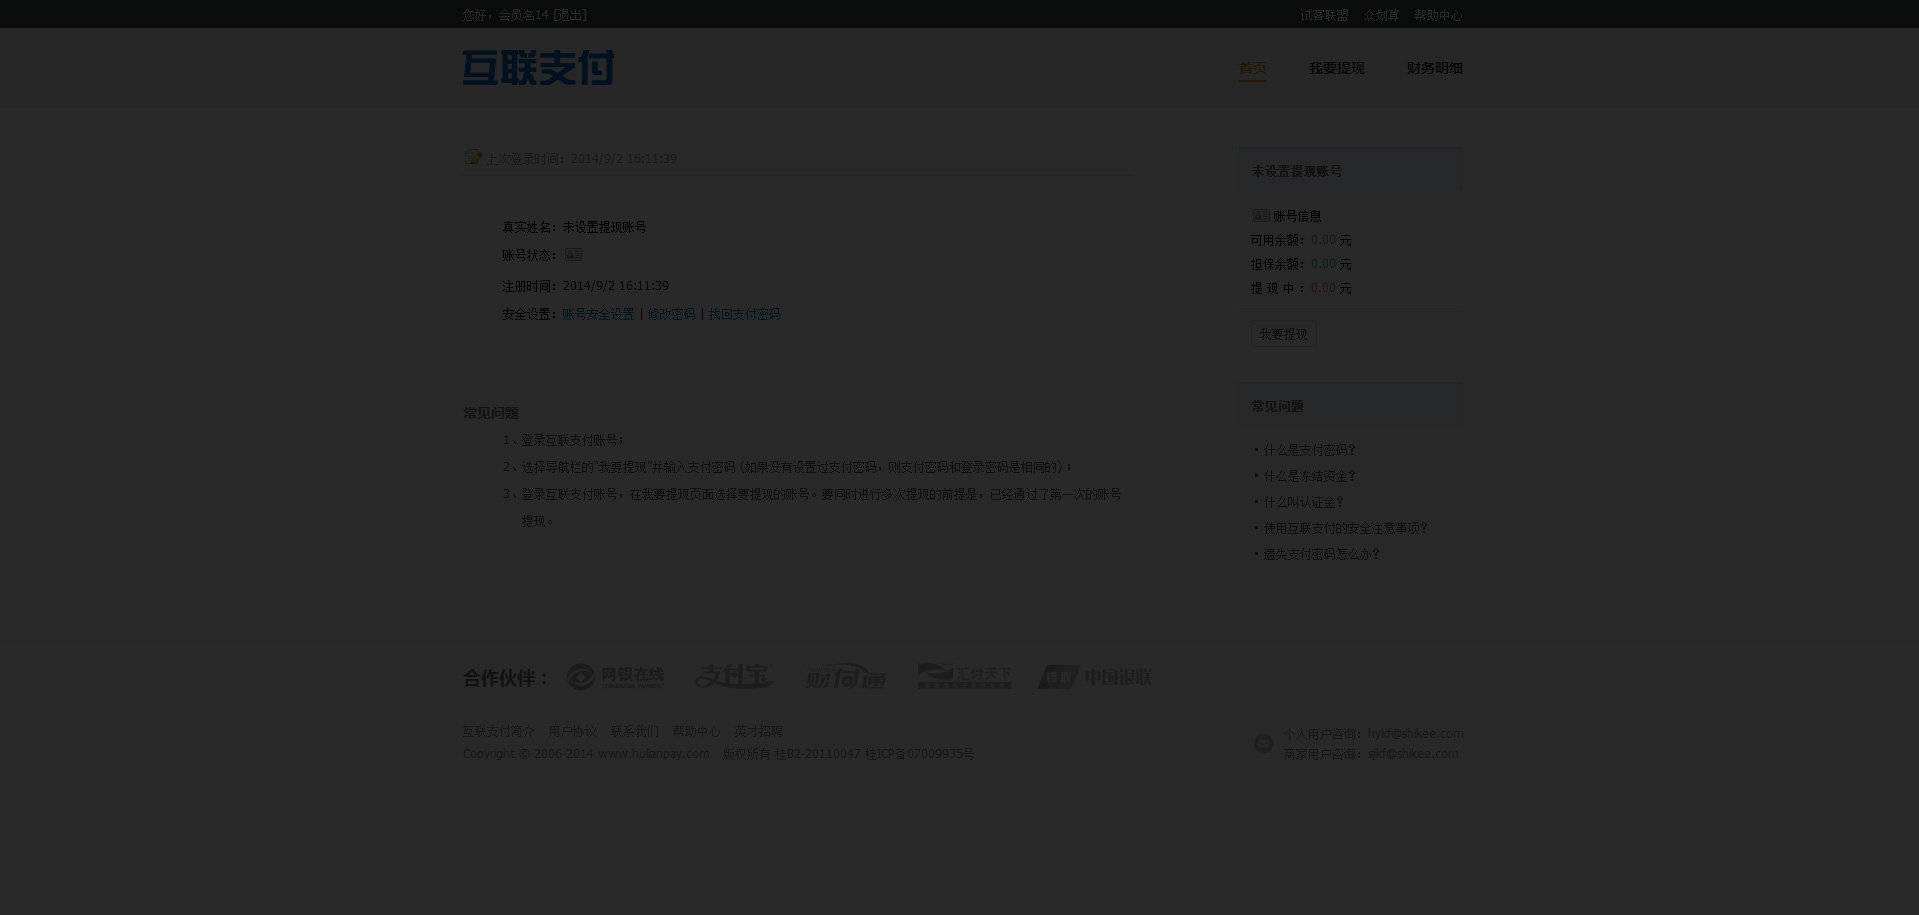 您好，会员名14 [退出]
试客联盟 众划算 帮助中心
互联支付
首页 我要提现 财务明细
上次登录时间：2014/9/2 16:11:39
真实姓名：未设置提现账号
账号状态：
注册时间：2014/9/2 16:11:39
安全设置：账号安全设置 | 修改密码 | 找回支付密码
常见问题
1、登录互联支付账号；
2、选择导航栏的"我要提现"并输入支付密码（如果没有设置过支付密码，则支付密码和登录密码是相同的）；
3、登录互联支付账号，在我要提现页面选择要提现的账号。要同时进行多次提现的前提是，已经通过了第一次的账号
提现。
未设置提现账号
账号信息
可用余额：0.00 元
担保余额：0.00 元
提 现 中 ：0.00 元
我要提现
常见问题
• 什么是支付密码？
• 什么是冻结资金？
• 什么叫认证金？
• 使用互联支付的安全注意事项？
• 遗失支付密码怎么办？
合作伙伴： 网银在线 支付宝 财付通 汇付天下 中国银联
互联支付简介 用户协议 联系我们 帮助中心 英才招聘
Copyright © 2006-2014 www.hulianpay.com 版权所有 桂B2-20110047 桂ICP备07009935号
个人用户咨询：hykf@shikee.com
商家用户咨询：sjkf@shikee.com